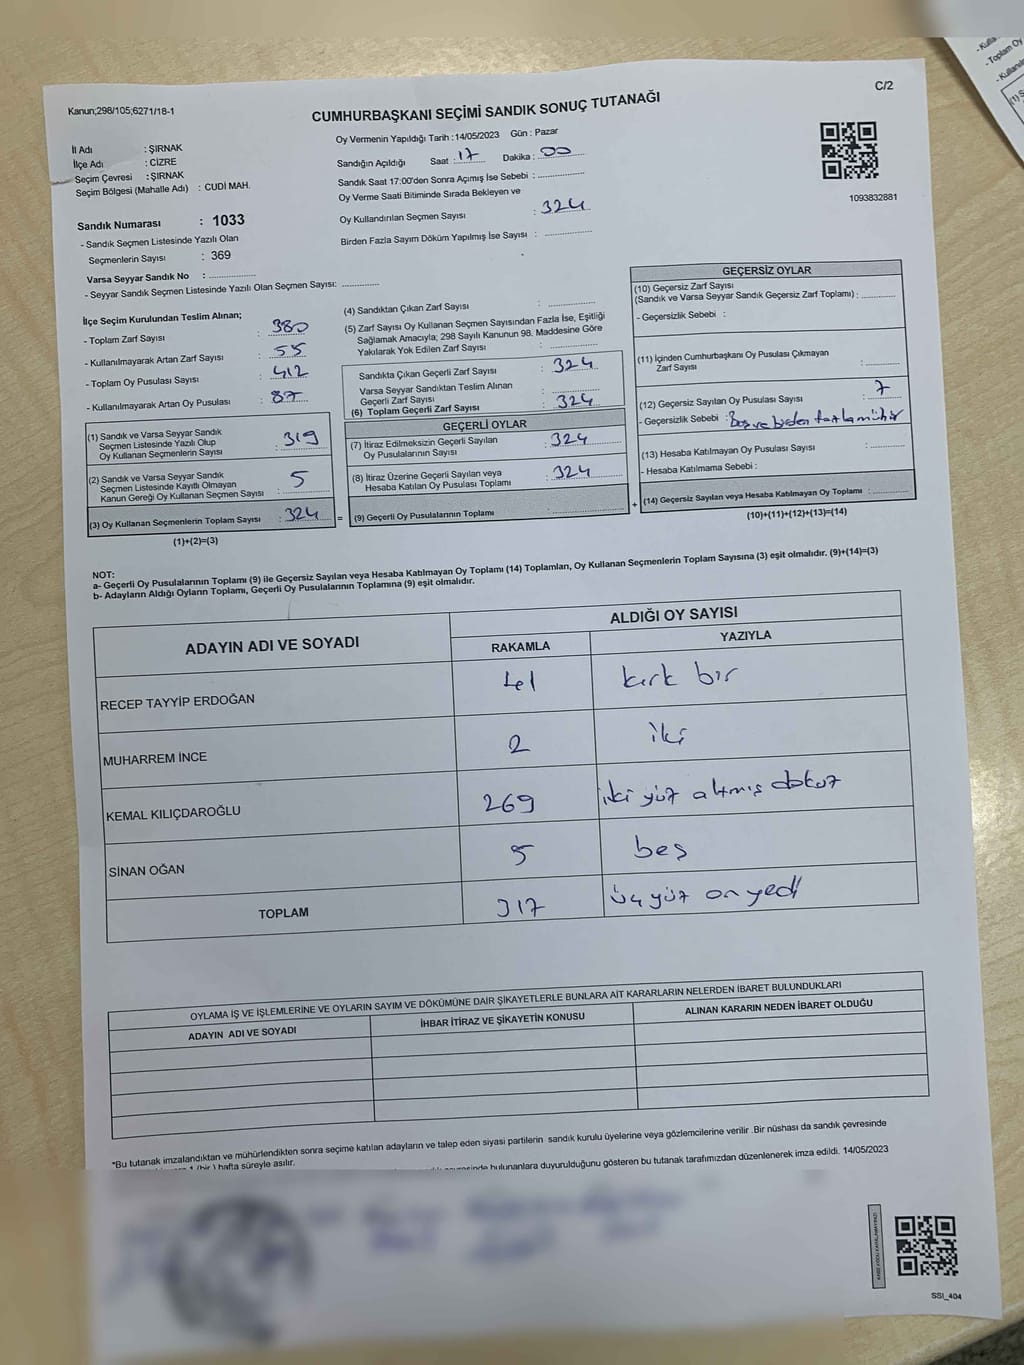 Kanun;298/105;6271/18-1
C/2
CUMHURBAŞKANI SEÇİMİ SANDIK SONUÇ TUTANAĞI
İl Adı : ŞIRNAK
İlçe Adı : CİZRE
Seçim Çevresi : ŞIRNAK
Seçim Bölgesi (Mahalle Adı) : CUDİ MAH.
Sandık Numarası : 1033
- Sandık Seçmen Listesinde Yazılı Olan
Seçmenlerin Sayısı : 369
Varsa Seyyar Sandık No :
- Seyyar Sandık Seçmen Listesinde Yazılı Olan Seçmen Sayısı:
Oy Vermenin Yapıldığı Tarih : 14/05/2023 Gün : Pazar
Sandığın Açıldığı Saat : 17 Dakika : 00
Sandık Saat 17:00'den Sonra Açımış İse Sebebi :
Oy Verme Saati Bitiminde Sırada Bekleyen ve
Oy Kullandırılan Seçmen Sayısı : 324
Birden Fazla Sayım Döküm Yapılmış İse Sayısı :
1093832881
İlçe Seçim Kurulundan Teslim Alınan;
- Toplam Zarf Sayısı : 380
- Kullanılmayarak Artan Zarf Sayısı : 55
- Toplam Oy Pusulası Sayısı : 412
- Kullanılmayarak Artan Oy Pusulası : 87
(1) Sandık ve Varsa Seyyar Sandık
Seçmen Listesinde Yazılı Olup
Oy Kullanan Seçmenlerin Sayısı : 319
(2) Sandık ve Varsa Seyyar Sandık
Seçmen Listesinde Kayıtlı Olmayan
Kanun Gereği Oy Kullanan Seçmen Sayısı : 5
(3) Oy Kullanan Seçmenlerin Toplam Sayısı : 324
(1)+(2)=(3)
=
(4) Sandıktan Çıkan Zarf Sayısı :
(5) Zarf Sayısı Oy Kullanan Seçmen Sayısından Fazla İse, Eşitliği
Sağlamak Amacıyla; 298 Sayılı Kanunun 98. Maddesine Göre
Yakılarak Yok Edilen Zarf Sayısı :
Sandıkta Çıkan Geçerli Zarf Sayısı : 324
Varsa Seyyar Sandıktan Teslim Alınan
Geçerli Zarf Sayısı :
(6) Toplam Geçerli Zarf Sayısı : 324
GEÇERLİ OYLAR
(7) İtiraz Edilmeksizin Geçerli Sayılan
Oy Pusulalarının Sayısı : 324
(8) İtiraz Üzerine Geçerli Sayılan veya
Hesaba Katılan Oy Pusulası Toplamı : 324
(9) Geçerli Oy Pusulalarının Toplamı :
+
GEÇERSİZ OYLAR
(10) Geçersiz Zarf Sayısı
(Sandık ve Varsa Seyyar Sandık Geçersiz Zarf Toplamı) :
- Geçersizlik Sebebi :
(11) İçinden Cumhurbaşkanı Oy Pusulası Çıkmayan
Zarf Sayısı :
(12) Geçersiz Sayılan Oy Pusulası Sayısı : 7
- Geçersizlik Sebebi : Boş ve birden fazla mühür
(13) Hesaba Katılmayan Oy Pusula Sayısı :
- Hesaba Katılmama Sebebi :
(14) Geçersiz Sayılan veya Hesaba Katılmayan Oy Toplamı :
(10)+(11)+(12)+(13)=(14)
NOT:
a- Geçerli Oy Pusulalarının Toplamı (9) ile Geçersiz Sayılan veya Hesaba Katılmayan Oy Toplamı (14) Toplamları, Oy Kullanan Seçmenlerin Toplam Sayısına (3) eşit olmalıdır. (9)+(14)=(3)
b- Adayların Aldığı Oyların Toplamı, Geçerli Oy Pusulalarının Toplamına (9) eşit olmalıdır.
ADAYIN ADI VE SOYADI
ALDIĞI OY SAYISI
RAKAMLA YAZIYLA
RECEP TAYYİP ERDOĞAN 41 kırk bir
MUHARREM İNCE 2 iki
KEMAL KILIÇDAROĞLU 269 iki yüz altmış dokuz
SİNAN OĞAN 5 beş
TOPLAM 317 üç yüz on yedi
OYLAMA İŞ VE İŞLEMLERİNE VE OYLARIN SAYIM VE DÖKÜMÜNE DAİR ŞİKAYETLERLE BUNLARA AİT KARARLARIN NELERDEN İBARET BULUNDUKLARI
ADAYIN ADI VE SOYADI İHBAR İTİRAZ VE ŞİKAYETİN KONUSU ALINAN KARARIN NEDEN İBARET OLDUĞU
*Bu tutanak imzalandıktan ve mühürlendikten sonra seçime katılan adayların ve talep eden siyasi partilerin sandık kurulu üyelerine veya gözlemcilerine verilir .Bir nüshası da sandık çevresinde
1 (bir ) hafta süreyle asılır.
bulunanlara duyurulduğunu gösteren bu tutanak tarafımızdan düzenlenerek imza edildi. 14/05/2023
SSI_404